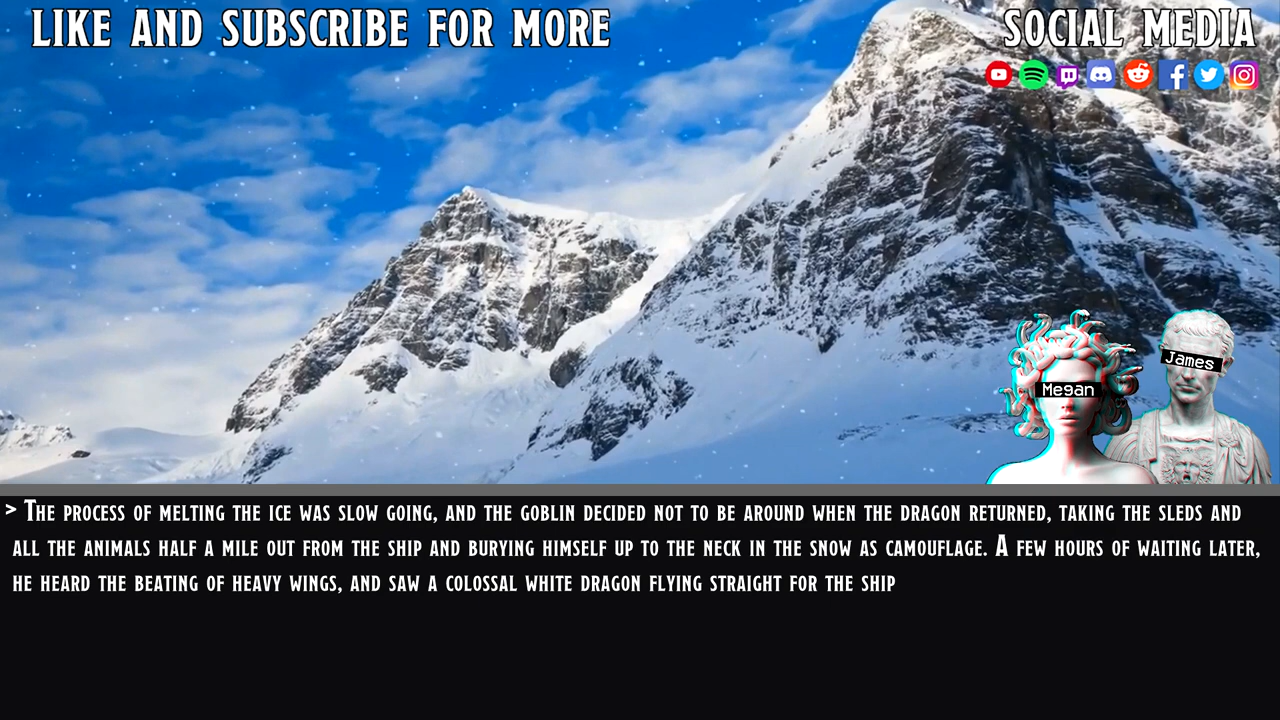 LIKE AND SUBSCRIBE FOR MORE
SOCIAL MEDIA
Megan
James
> The process of melting the ice was slow going, and the goblin decided not to be around when the dragon returned, taking the sleds and
all the animals half a mile out from the ship and burying himself up to the neck in the snow as camouflage. A few hours of waiting later,
he heard the beating of heavy wings, and saw a colossal white dragon flying straight for the ship